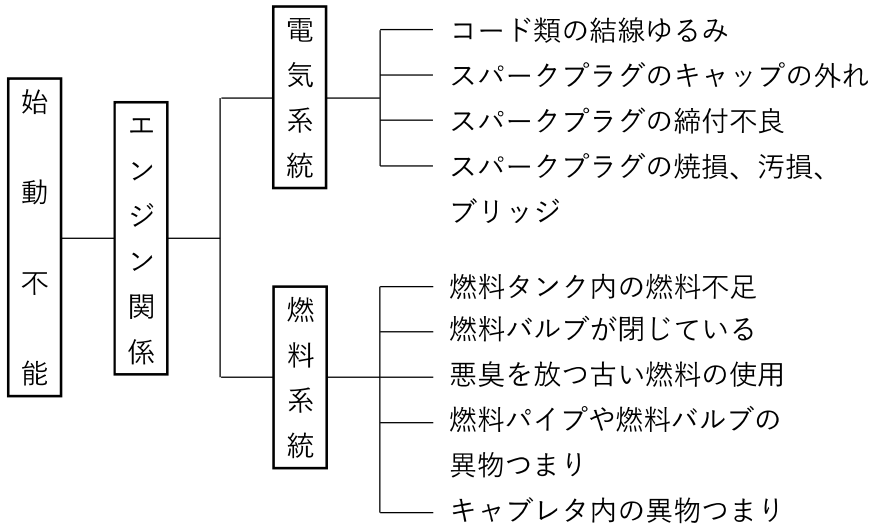 始動不能
エンジン関係
電気系統
コード類の結線ゆるみ
スパークプラグのキャップの外れ
スパークプラグの締付不良
スパークプラグの焼損、汚損、
ブリッジ
燃料系統
燃料タンク内の燃料不足
燃料バルブが閉じている
悪臭を放つ古い燃料の使用
燃料パイプや燃料バルブの
異物つまり
キャブレタ内の異物つまり